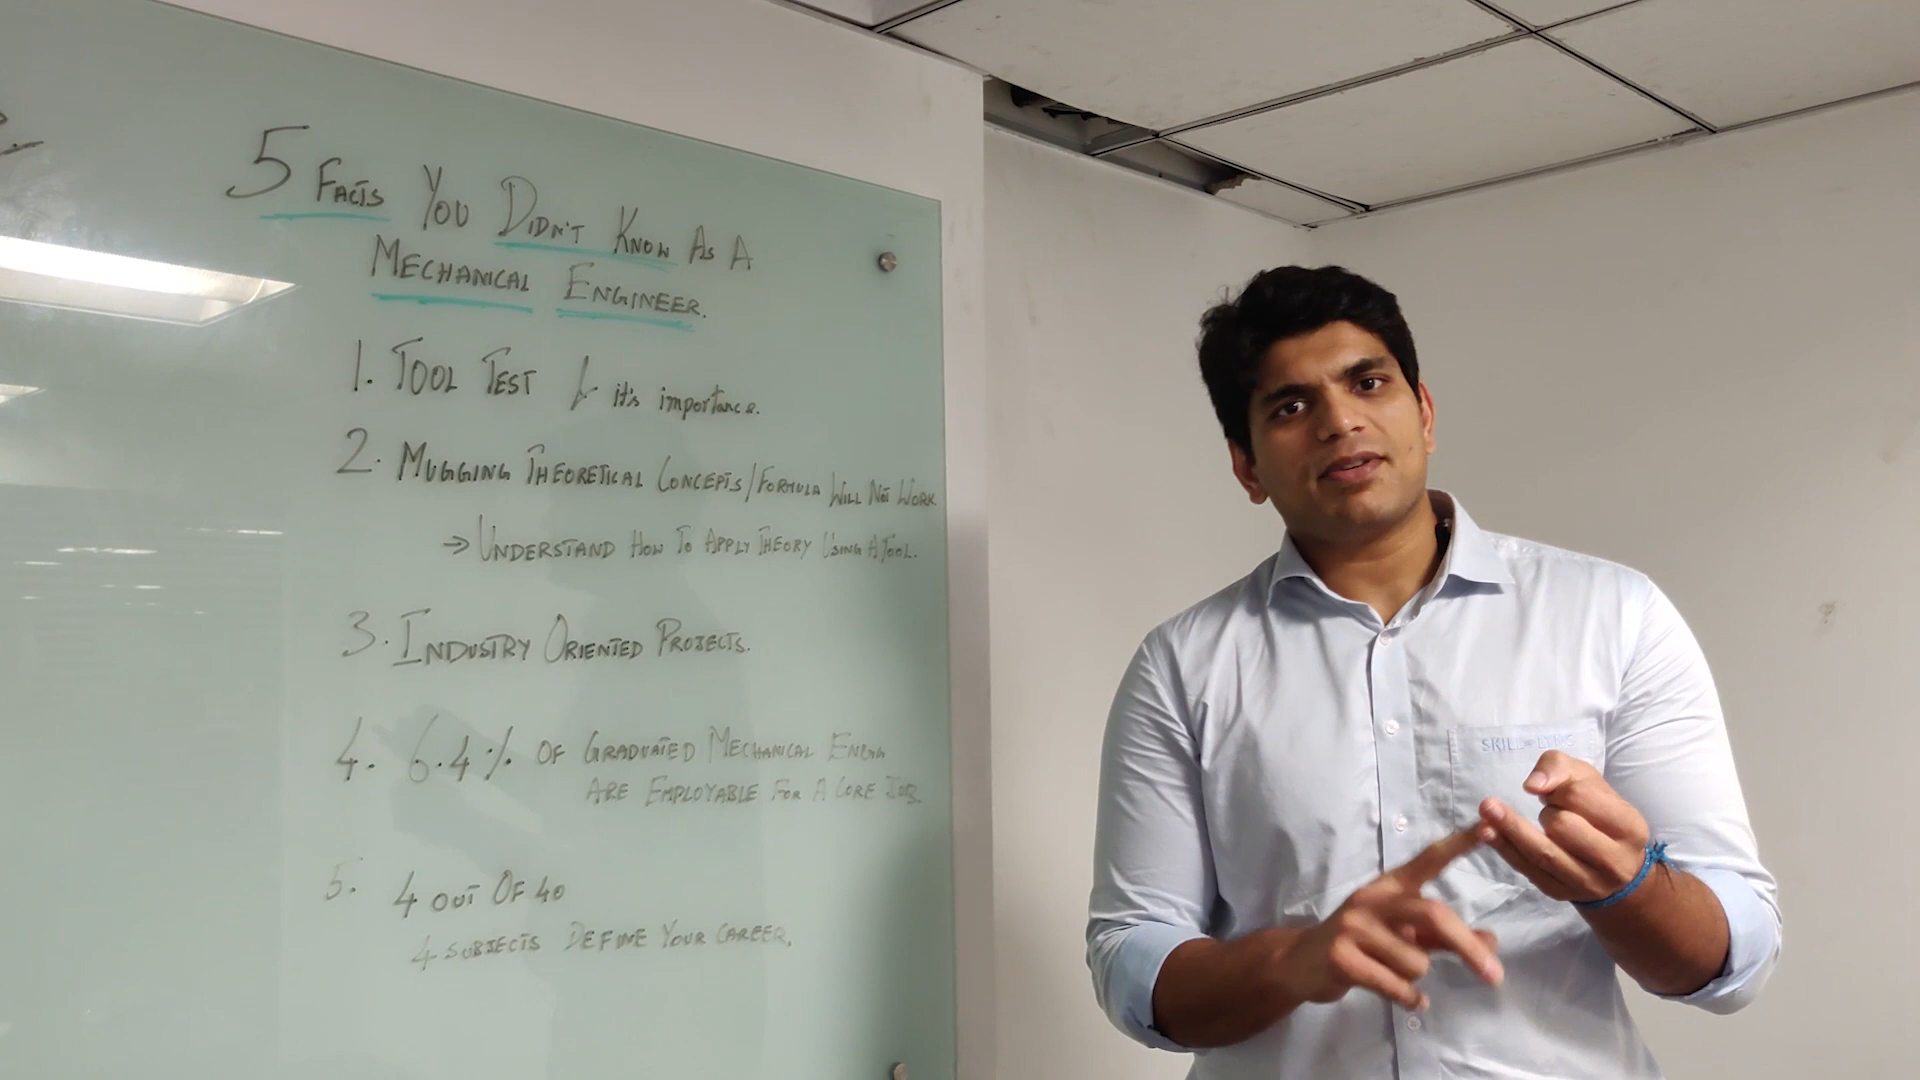 5 FACTS YOU DIDN'T KNOW AS A
MECHANICAL ENGINEER.
1. TOOL TEST & it's importance.
2. MUGGING THEORETICAL CONCEPTS/FORMULA WILL NOT WORK
→ UNDERSTAND HOW TO APPLY THEORY USING A TOOL.
3. INDUSTRY ORIENTED PROJECTS.
4. 6.4% OF GRADUATED MECHANICAL ENGRG
ARE EMPLOYABLE FOR A CORE JOB.
5. 4 OUT OF 40
4 SUBJECTS DEFINE YOUR CAREER.
SKILL-LYNC